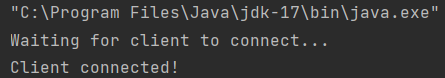 "C:\Program Files\Java\jdk-17\bin\java.exe"
Waiting for client to connect...
Client connected!